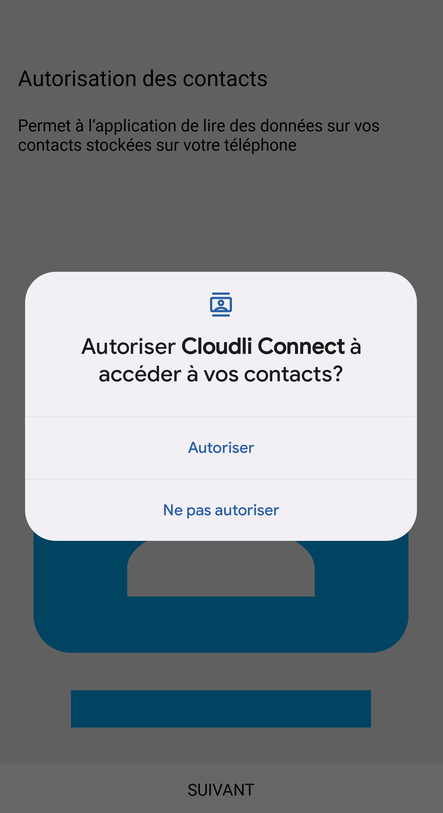 Autorisation des contacts
Permet à l'application de lire des données sur vos
contacts stockées sur votre téléphone
Autoriser Cloudli Connect à
accéder à vos contacts?
Autoriser
Ne pas autoriser
SUIVANT